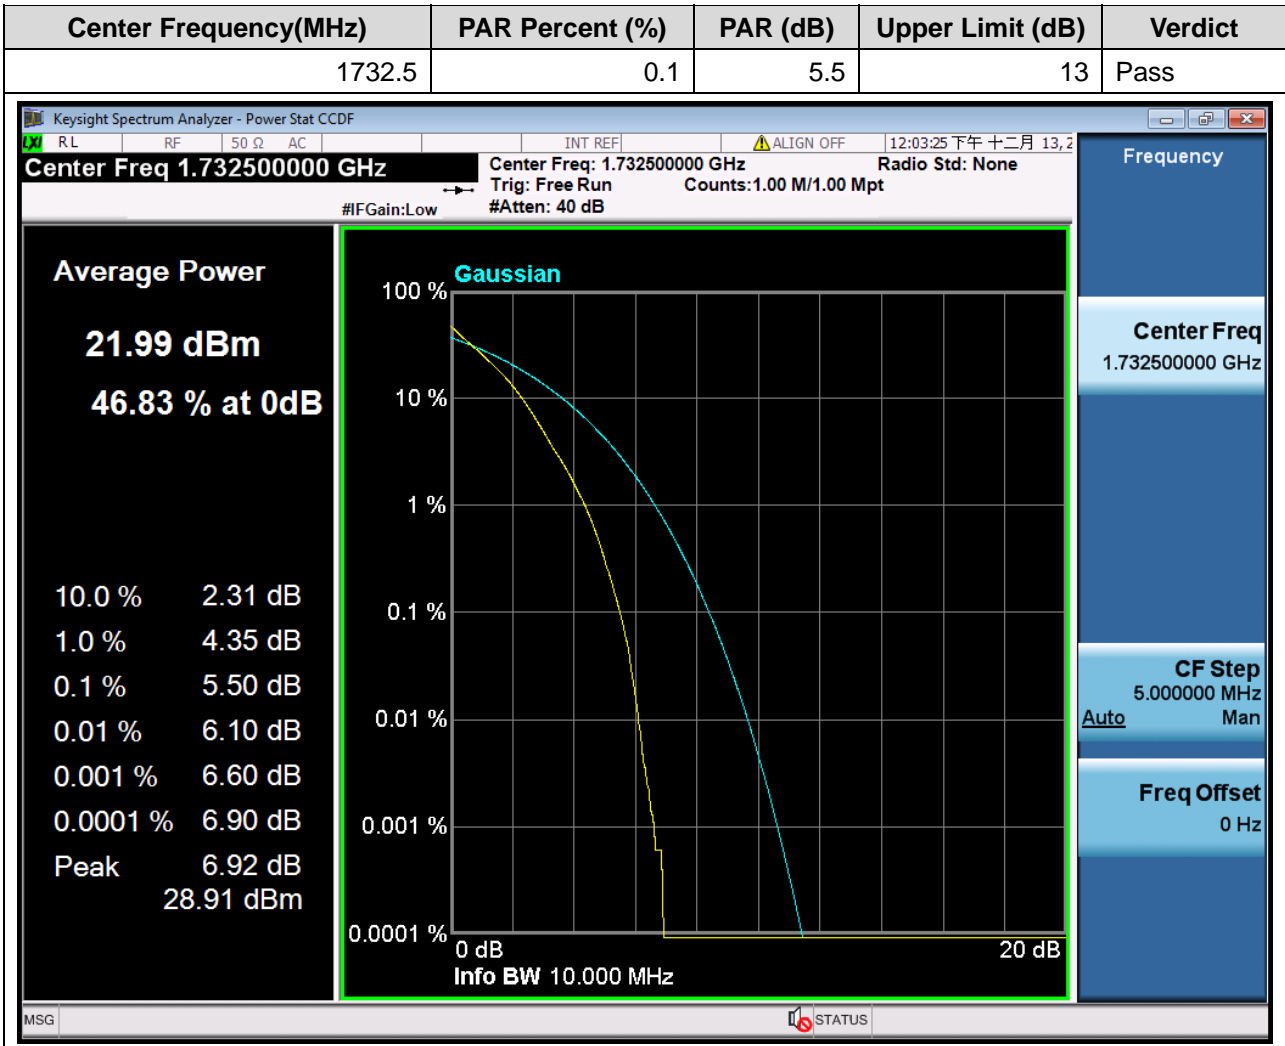 Center Frequency(MHz) PAR Percent (%) PAR (dB) Upper Limit (dB) Verdict
1732.5 0.1 5.5 13 Pass
Keysight Spectrum Analyzer - Power Stat CCDF
LXI RL RF 50 Ω AC INT REF ALIGN OFF 12:03:25 下午 十二月 13, 2
Center Freq 1.732500000 GHz
Center Freq: 1.732500000 GHz Radio Std: None
Trig: Free Run Counts:1.00 M/1.00 Mpt
#IFGain:Low #Atten: 40 dB
Average Power
21.99 dBm
46.83 % at 0dB
10.0 % 2.31 dB
1.0 % 4.35 dB
0.1 % 5.50 dB
0.01 % 6.10 dB
0.001 % 6.60 dB
0.0001 % 6.90 dB
Peak 6.92 dB
28.91 dBm
Gaussian
100 %
10 %
1 %
0.1 %
0.01 %
0.001 %
0.0001 %
0 dB 20 dB
Info BW 10.000 MHz
Frequency
Center Freq
1.732500000 GHz
CF Step
5.000000 MHz
Auto Man
Freq Offset
0 Hz
MSG STATUS